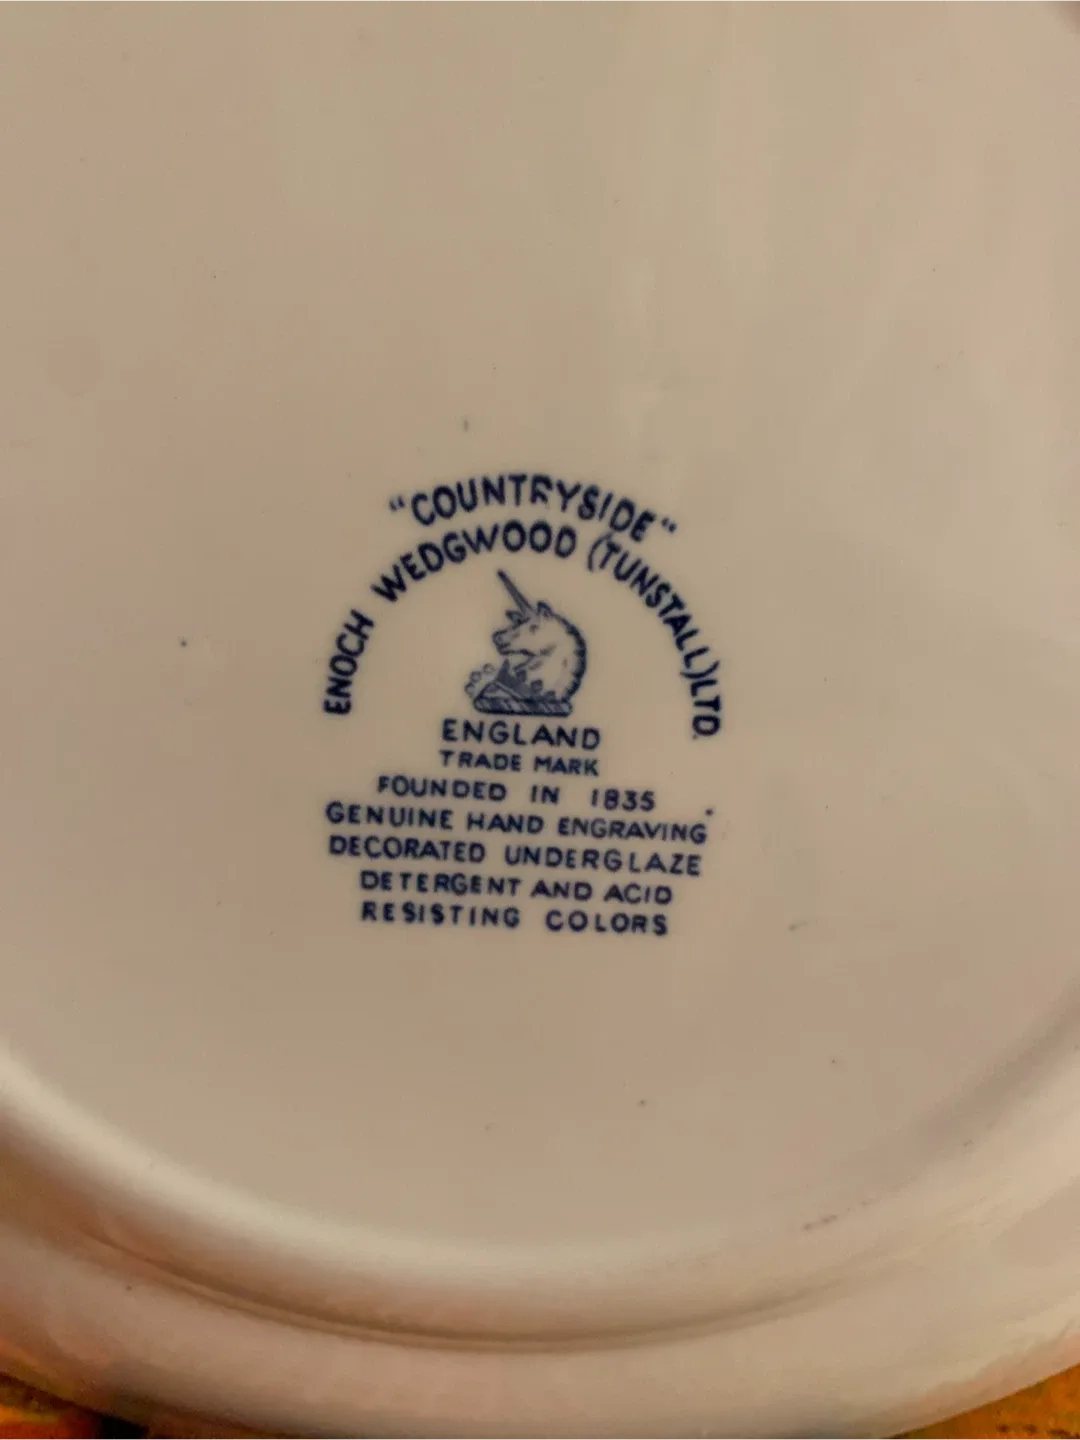 "COUNTRYSIDE"
ENOCH WEDGWOOD (TUNSTALL) LTD.
ENGLAND
TRADE MARK
FOUNDED IN 1835
GENUINE HAND ENGRAVING
DECORATED UNDERGLAZE
DETERGENT AND ACID
RESISTING COLORS